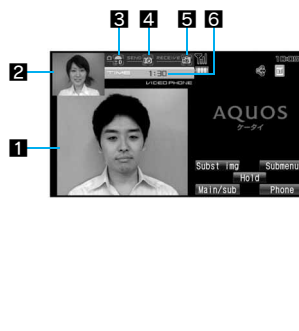 3 4 5 6
2
SEND RECEIVE
TIME 1:30
VIDEO PHONE
1
AQUOS
ケータイ
Subst img Submenu
Hold
Main/sub Phone